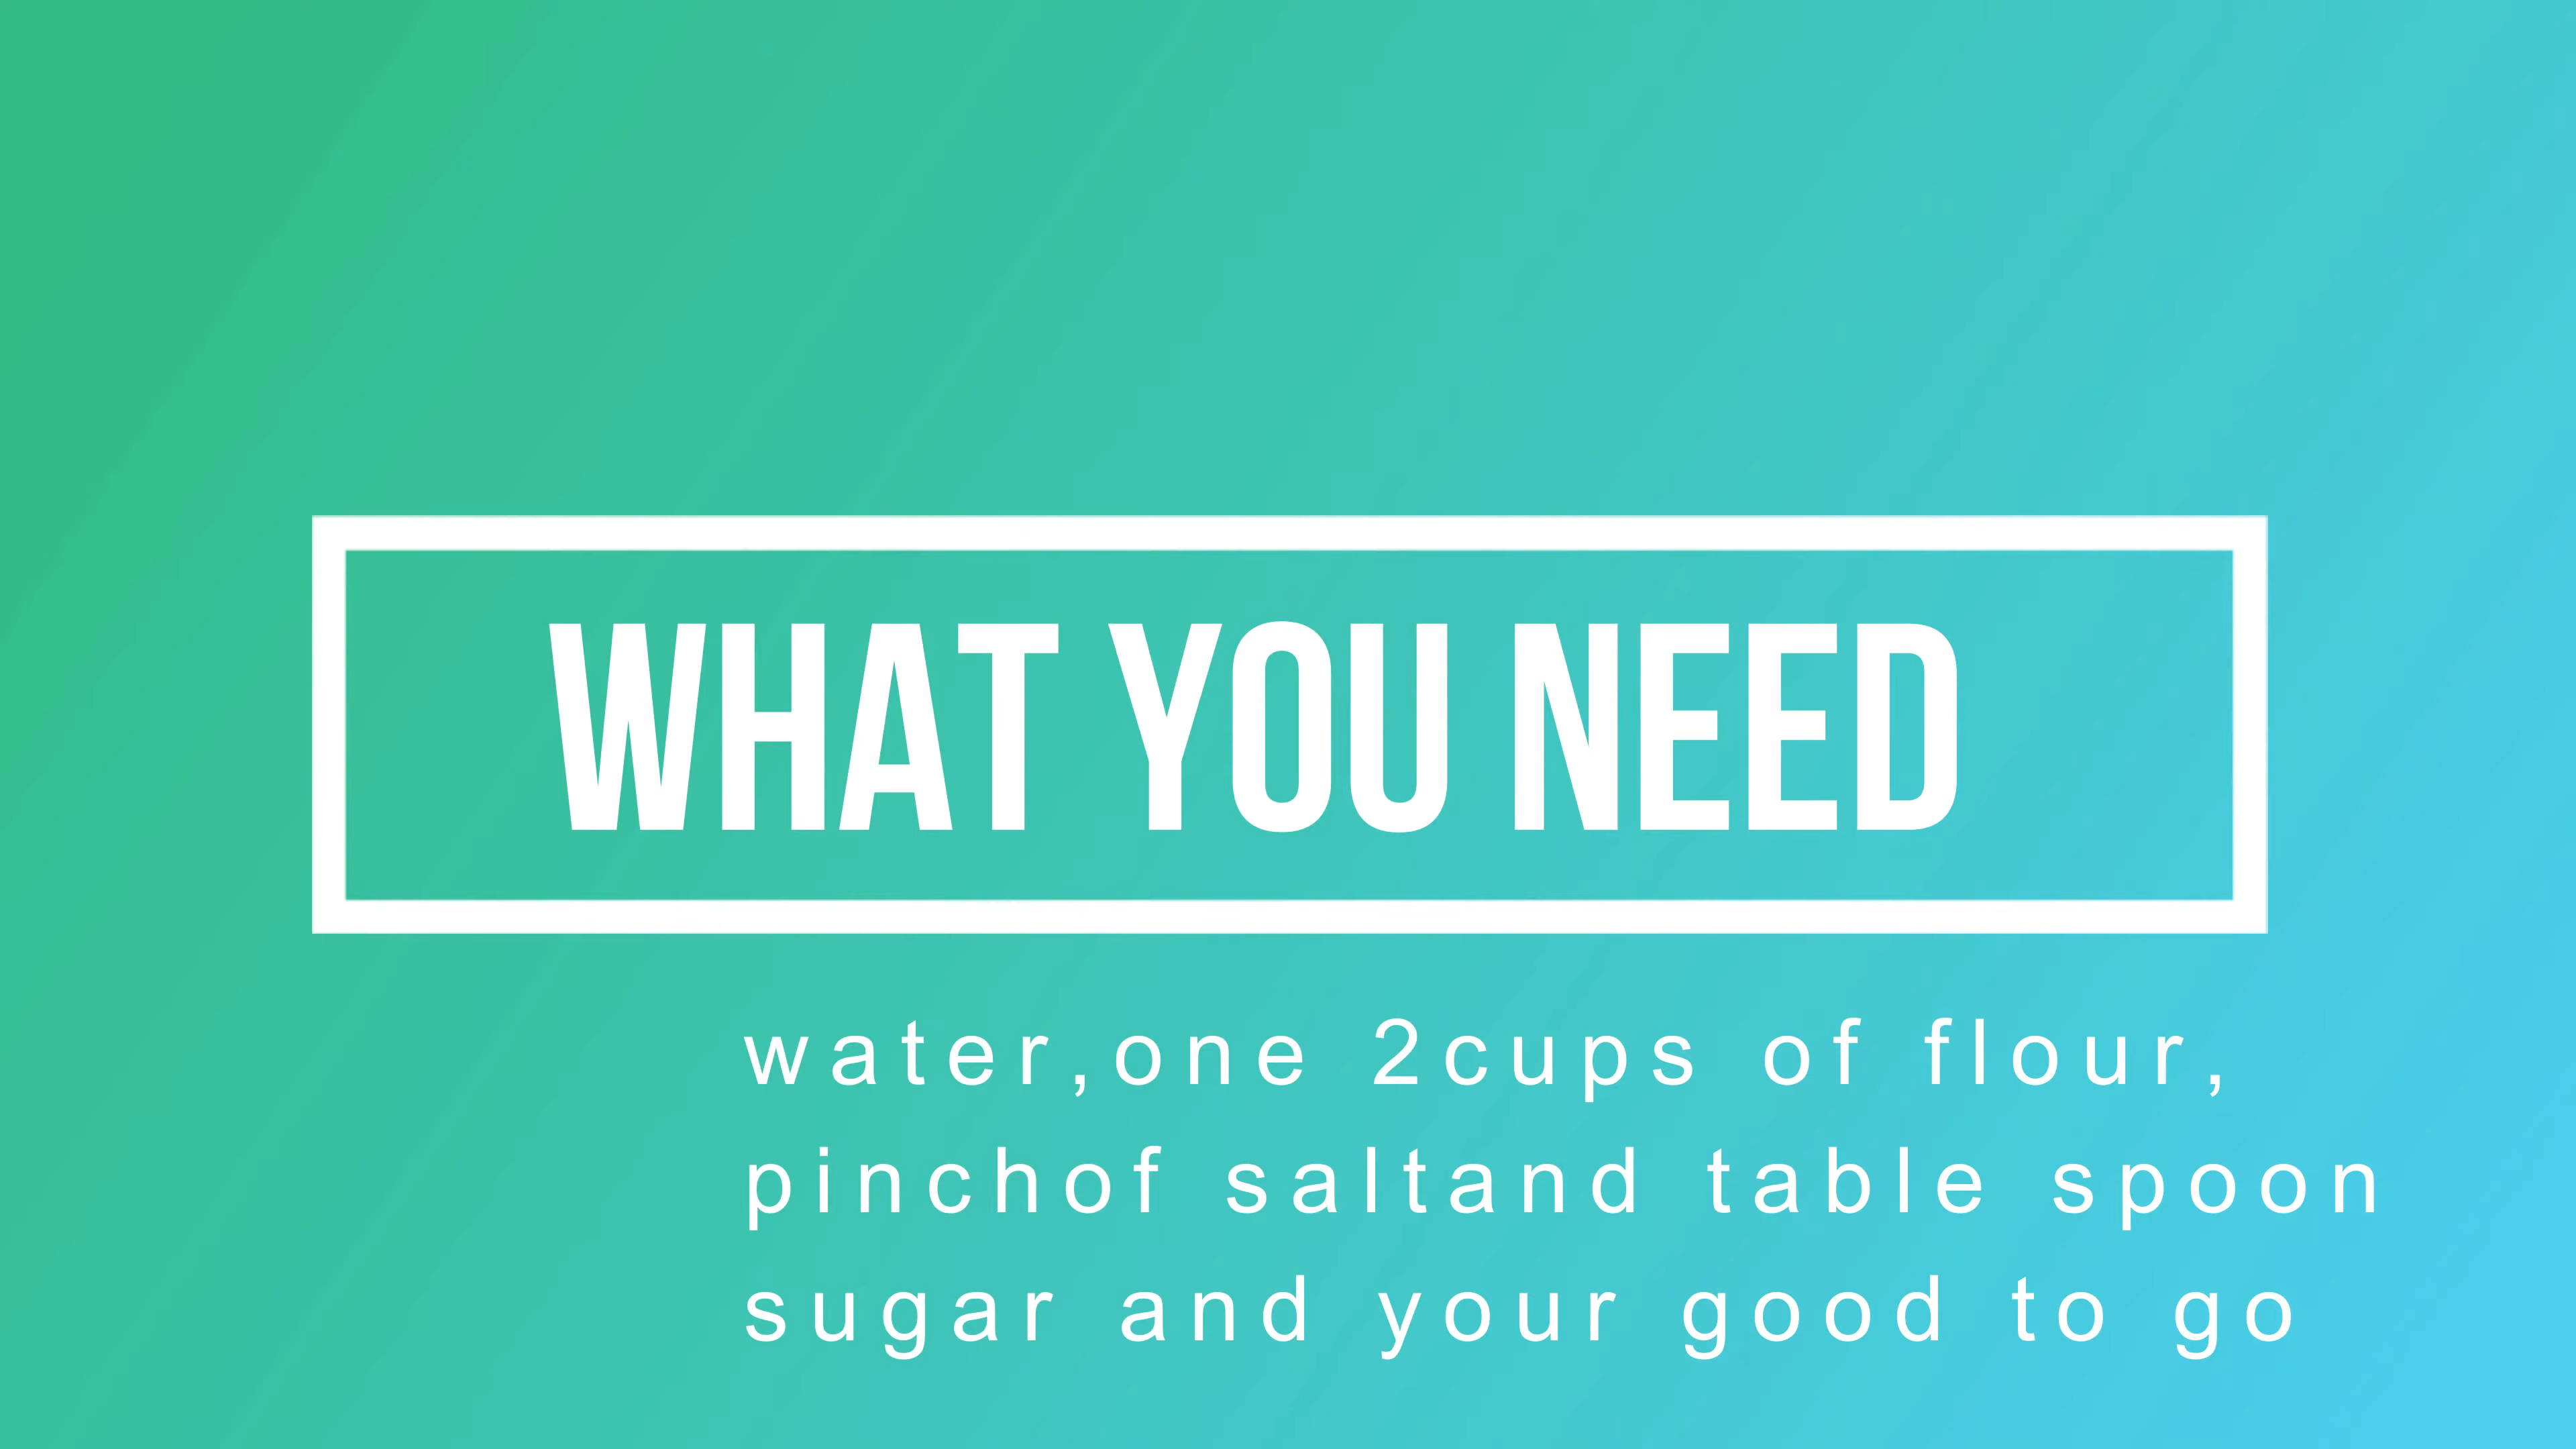 WHAT YOU NEED
water,one 2cups of flour,
pinchof saltand table spoon
sugar and your good to go